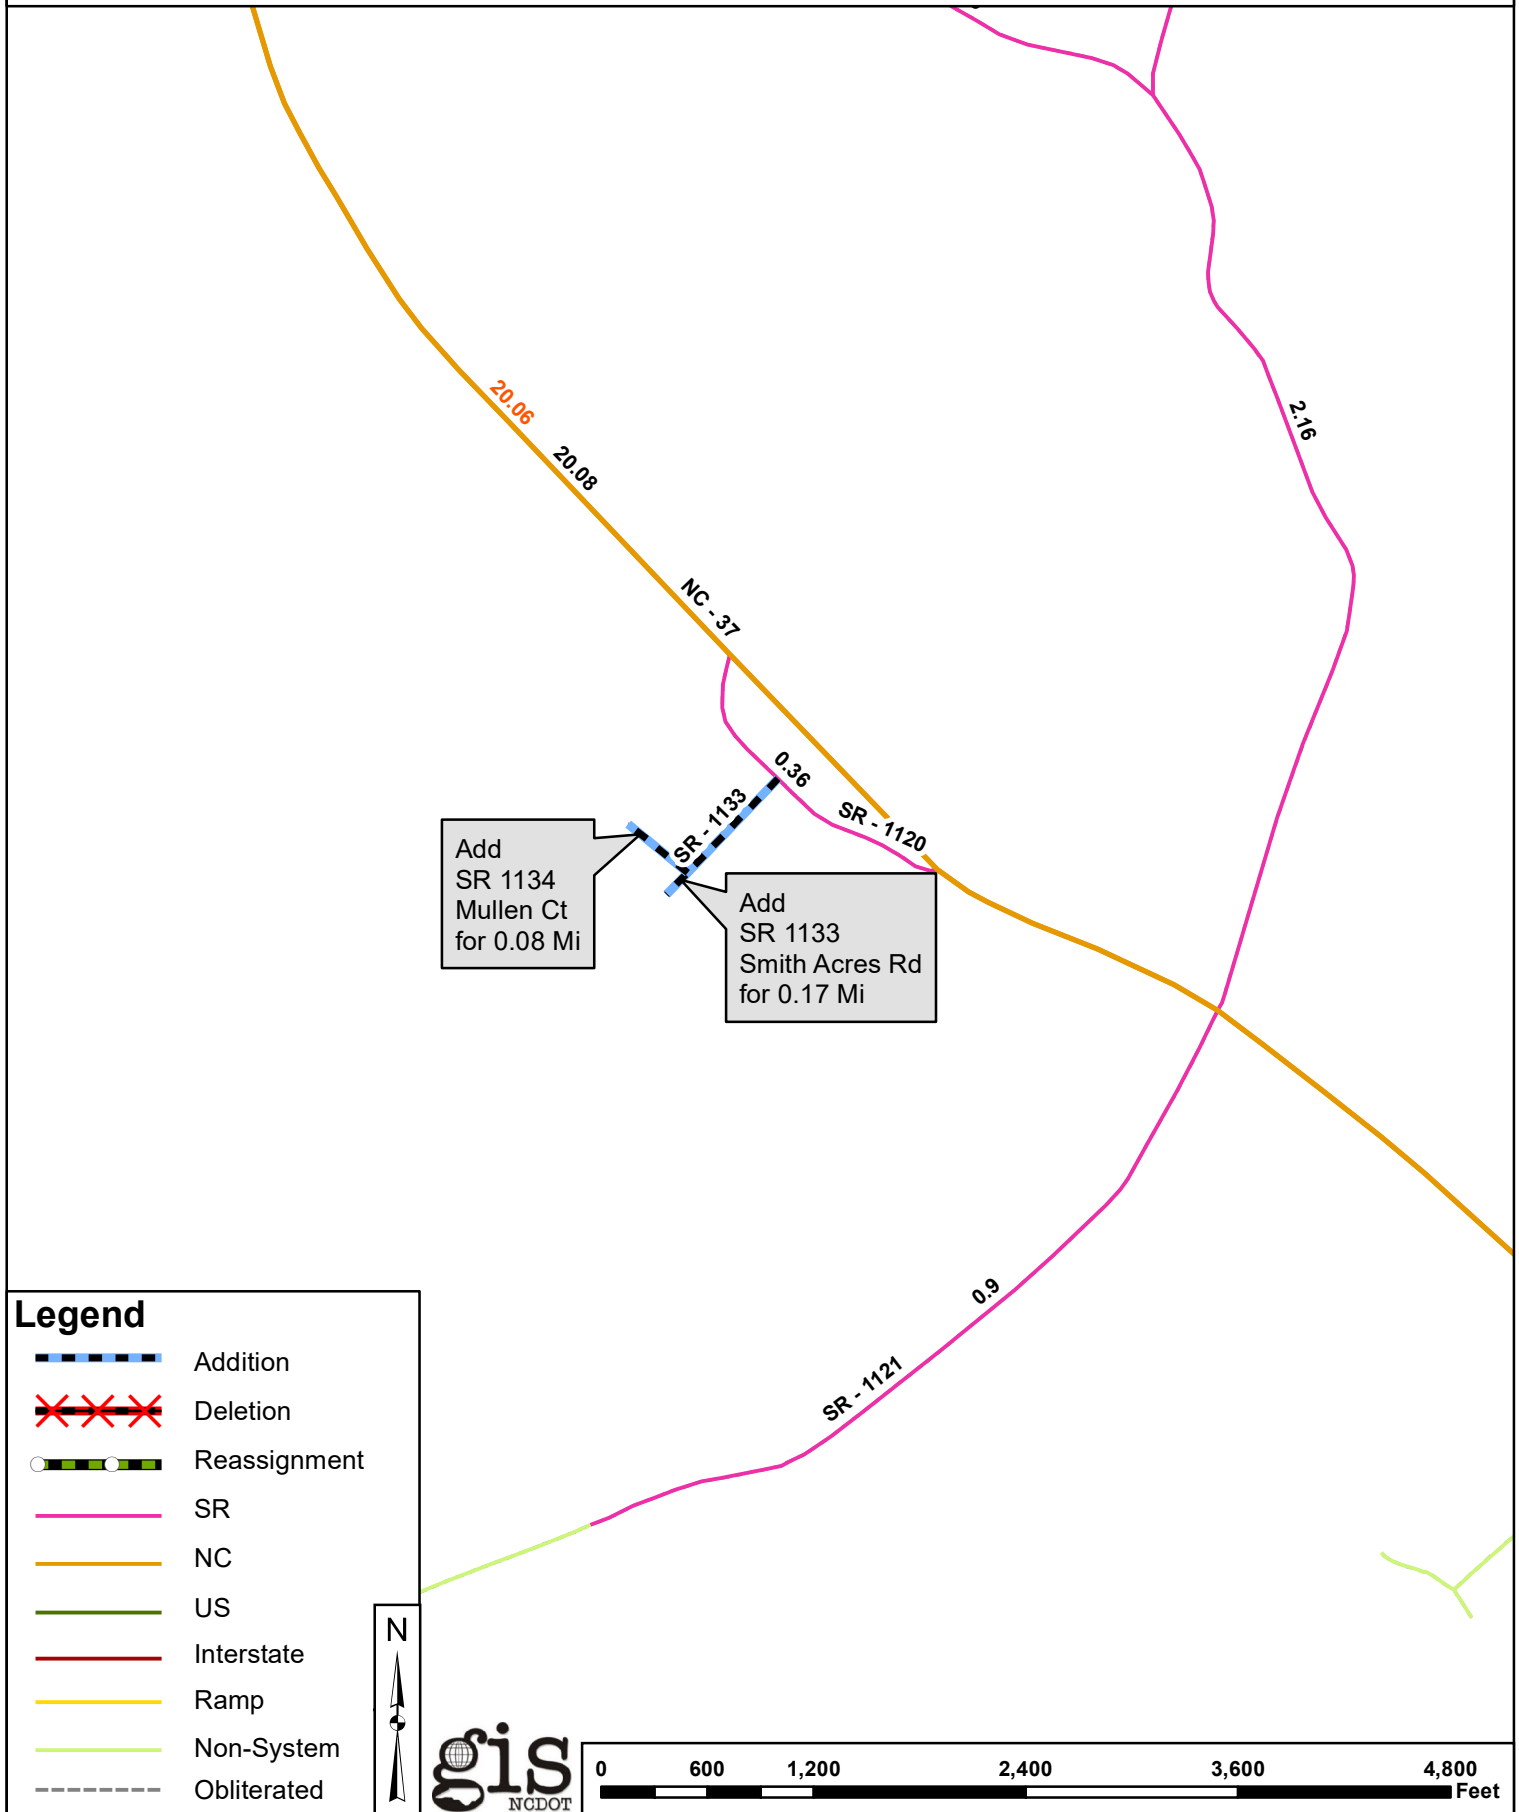 20.06
20.08
2.16
NC - 37
0.36
SR - 1133
SR - 1120
Add
SR 1134
Mullen Ct
for 0.08 Mi
Add
SR 1133
Smith Acres Rd
for 0.17 Mi
0.9
SR - 1121
Legend
Addition
Deletion
Reassignment
SR
NC
US
Interstate
Ramp
Non-System
Obliterated
N
gis
NCDOT
0 600 1,200 2,400 3,600 4,800
Feet